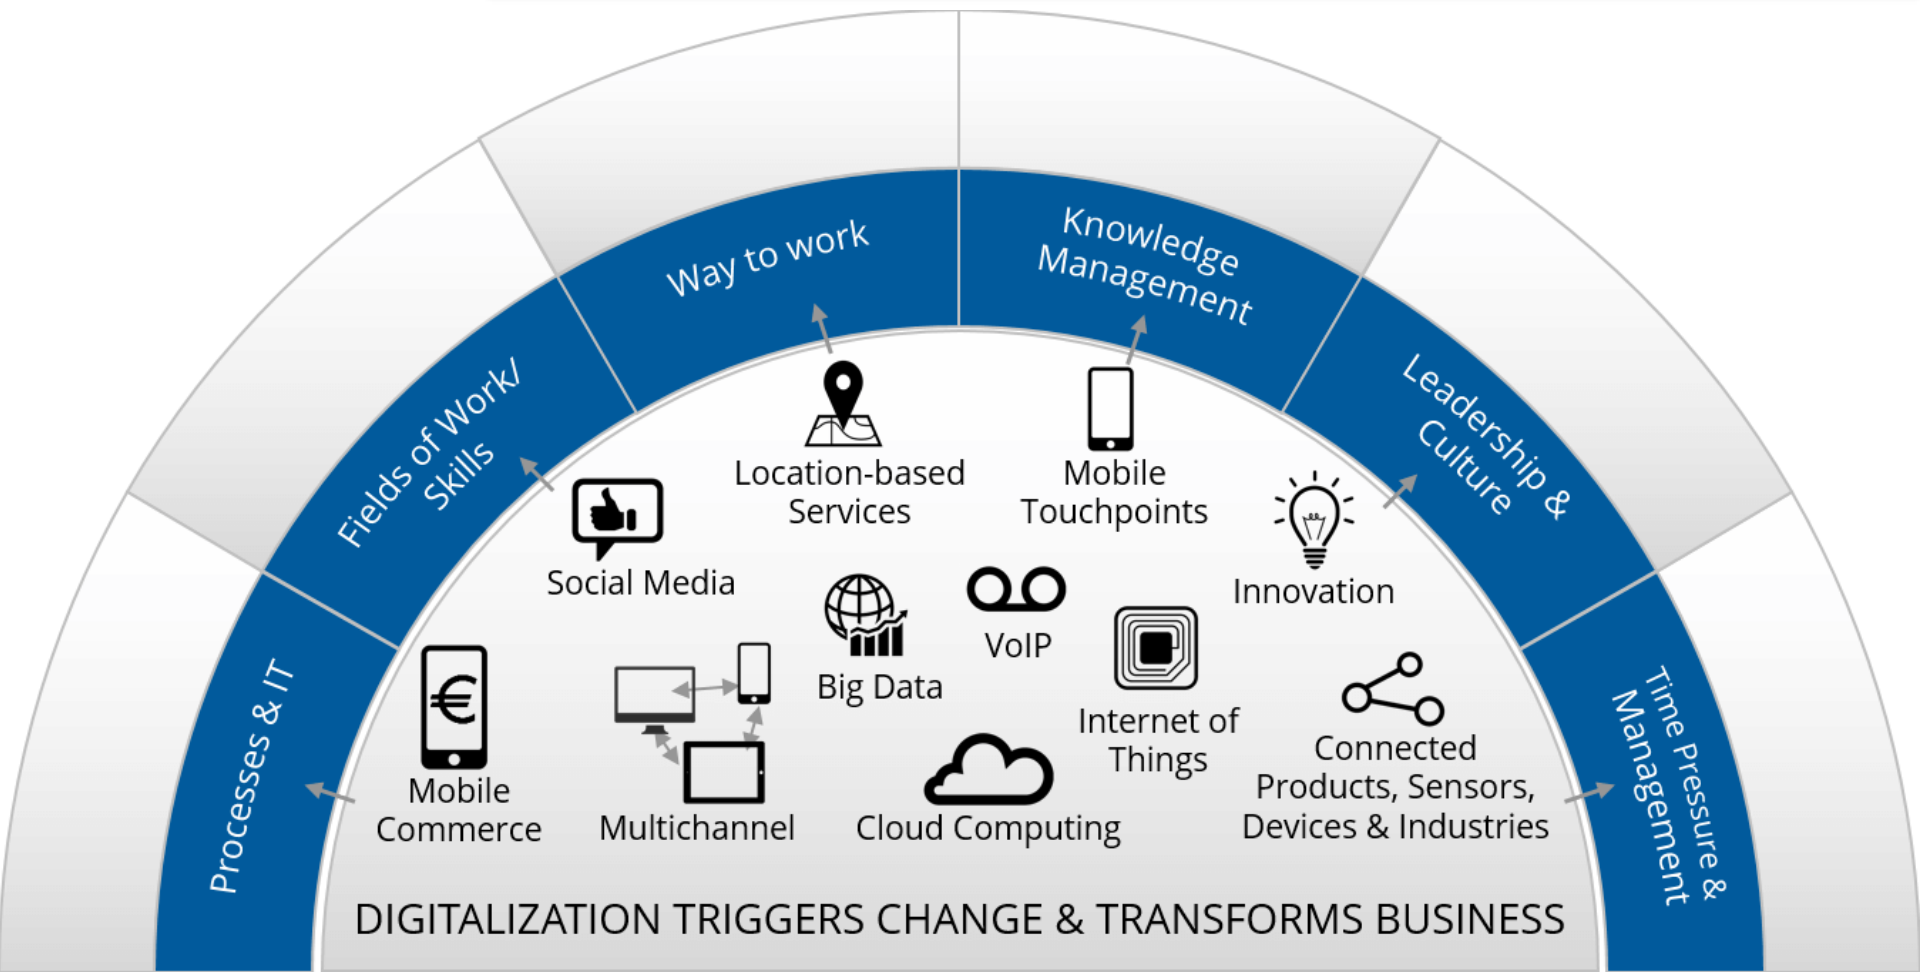 Processes & IT
Fields of Work/
Skills
Way to work
Knowledge
Management
Leadership &
Culture
Time Pressure &
Management
Location-based
Services
Mobile
Touchpoints
Social Media
Innovation
Big Data
VoIP
Internet of
Things
€
Mobile
Commerce
Multichannel
Cloud Computing
Connected
Products, Sensors,
Devices & Industries
DIGITALIZATION TRIGGERS CHANGE & TRANSFORMS BUSINESS